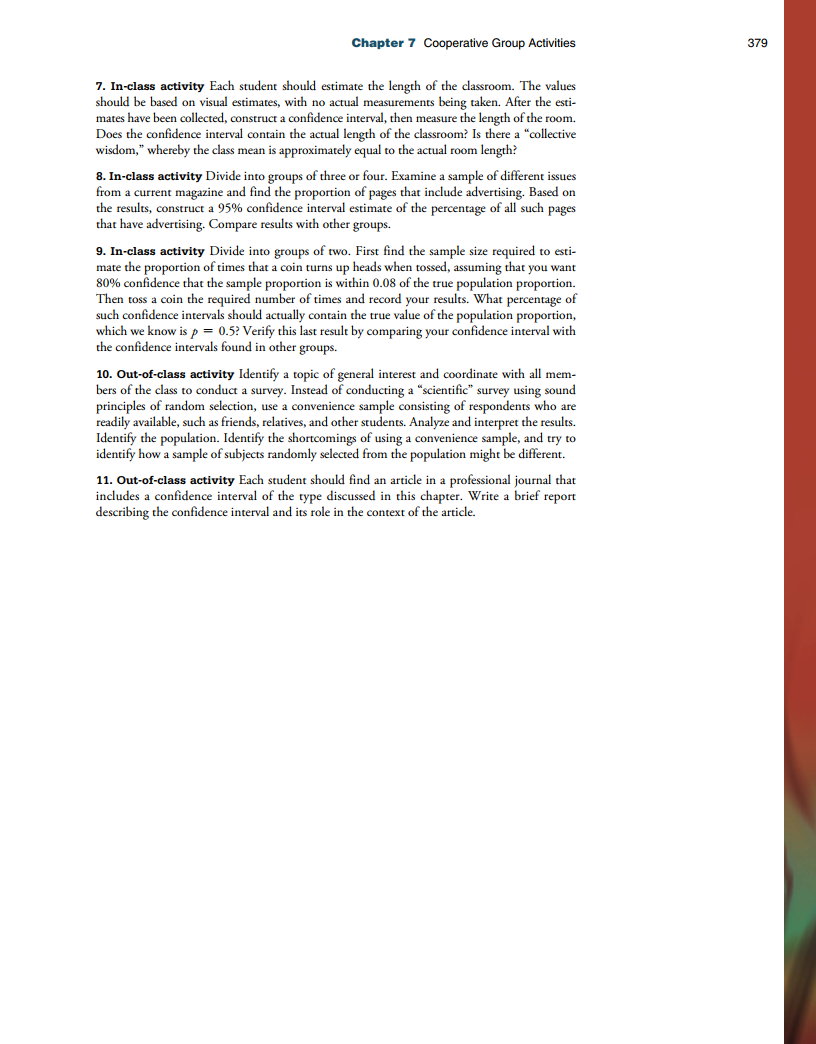 Chapter 7 Cooperative Group Activities 379
7. In-class activity Each student should estimate the length of the classroom. The values
should be based on visual estimates, with no actual measurements being taken. After the esti-
mates have been collected, construct a confidence interval, then measure the length of the room.
Does the confidence interval contain the actual length of the classroom? Is there a “collective
wisdom,” whereby the class mean is approximately equal to the actual room length?
8. In-class activity Divide into groups of three or four. Examine a sample of different issues
from a current magazine and find the proportion of pages that include advertising. Based on
the results, construct a 95% confidence interval estimate of the percentage of all such pages
that have advertising. Compare results with other groups.
9. In-class activity Divide into groups of two. First find the sample size required to esti-
mate the proportion of times that a coin turns up heads when tossed, assuming that you want
80% confidence that the sample proportion is within 0.08 of the true population proportion.
Then toss a coin the required number of times and record your results. What percentage of
such confidence intervals should actually contain the true value of the population proportion,
which we know is p = 0.5? Verify this last result by comparing your confidence interval with
the confidence intervals found in other groups.
10. Out-of-class activity Identify a topic of general interest and coordinate with all mem-
bers of the class to conduct a survey. Instead of conducting a “scientific” survey using sound
principles of random selection, use a convenience sample consisting of respondents who are
readily available, such as friends, relatives, and other students. Analyze and interpret the results.
Identify the population. Identify the shortcomings of using a convenience sample, and try to
identify how a sample of subjects randomly selected from the population might be different.
11. Out-of-class activity Each student should find an article in a professional journal that
includes a confidence interval of the type discussed in this chapter. Write a brief report
describing the confidence interval and its role in the context of the article.